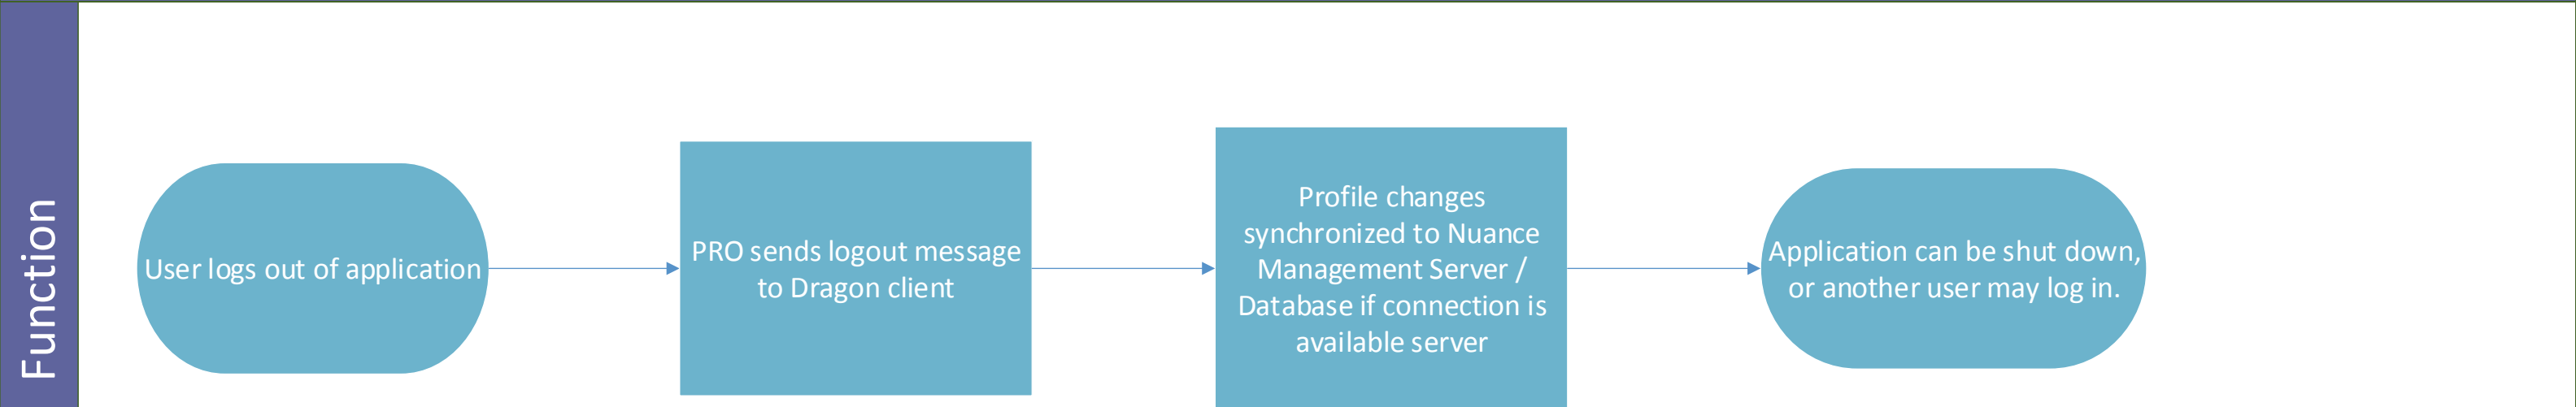 Function
User logs out of application
PRO sends logout message
to Dragon client
Profile changes
synchronized to Nuance
Management Server /
Database if connection is
available server
Application can be shut down,
or another user may log in.